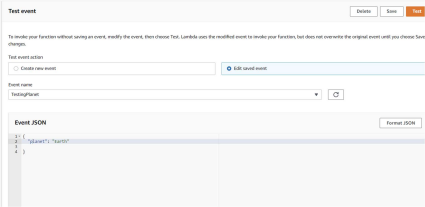 Test event
Delete Save Test
To invoke your function without saving an event, modify the event, then choose Test. Lambda uses the modified event to invoke your function, but does not overwrite the original event until you choose Save
changes.
Test event action
Create new event
Edit saved event
Event name
TestingPlanet
Event JSON
Format JSON
1 {
2 "planet": "Earth"
3
4 }